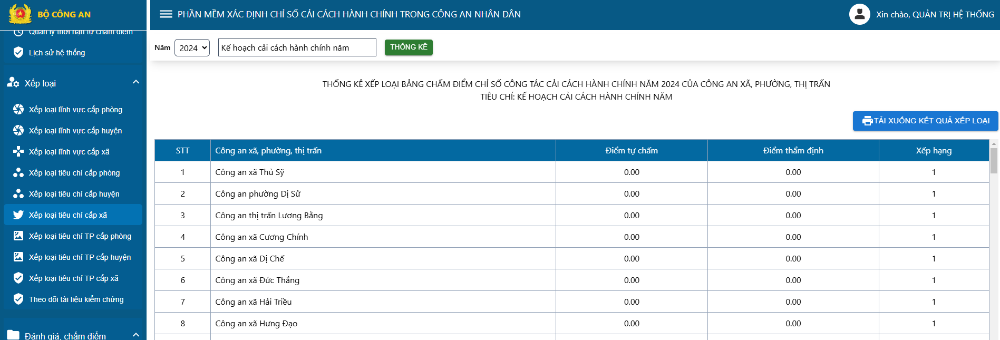 BỘ CÔNG AN
PHẦN MỀM XÁC ĐỊNH CHỈ SỐ CẢI CÁCH HÀNH CHÍNH TRONG CÔNG AN NHÂN DÂN
Xin chào, QUẢN TRỊ HỆ THỐNG
Quản lý thời hạn tự chấm điểm
Lịch sử hệ thống
Xếp loại
Xếp loại lĩnh vực cấp phòng
Xếp loại lĩnh vực cấp huyện
Xếp loại lĩnh vực cấp xã
Xếp loại tiêu chí cấp phòng
Xếp loại tiêu chí cấp huyện
Xếp loại tiêu chí cấp xã
Xếp loại tiêu chí TP cấp phòng
Xếp loại tiêu chí TP cấp huyện
Xếp loại tiêu chí TP cấp xã
Theo dõi tài liệu kiểm chứng
Đánh giá, chấm điểm
Năm 2024 Kế hoạch cải cách hành chính năm THỐNG KÊ
THỐNG KÊ XẾP LOẠI BẢNG CHẤM ĐIỂM CHỈ SỐ CÔNG TÁC CẢI CÁCH HÀNH CHÍNH NĂM 2024 CỦA CÔNG AN XÃ, PHƯỜNG, THỊ TRẤN
TIÊU CHÍ: KẾ HOẠCH CẢI CÁCH HÀNH CHÍNH NĂM
TẢI XUỐNG KẾT QUẢ XẾP LOẠI
STT Công an xã, phường, thị trấn Điểm tự chấm Điểm thẩm định Xếp hạng
1 Công an xã Thủ Sỹ 0.00 0.00 1
2 Công an phường Dị Sử 0.00 0.00 1
3 Công an thị trấn Lương Bằng 0.00 0.00 1
4 Công an xã Cương Chính 0.00 0.00 1
5 Công an xã Dị Chế 0.00 0.00 1
6 Công an xã Đức Thắng 0.00 0.00 1
7 Công an xã Hải Triều 0.00 0.00 1
8 Công an xã Hưng Đạo 0.00 0.00 1